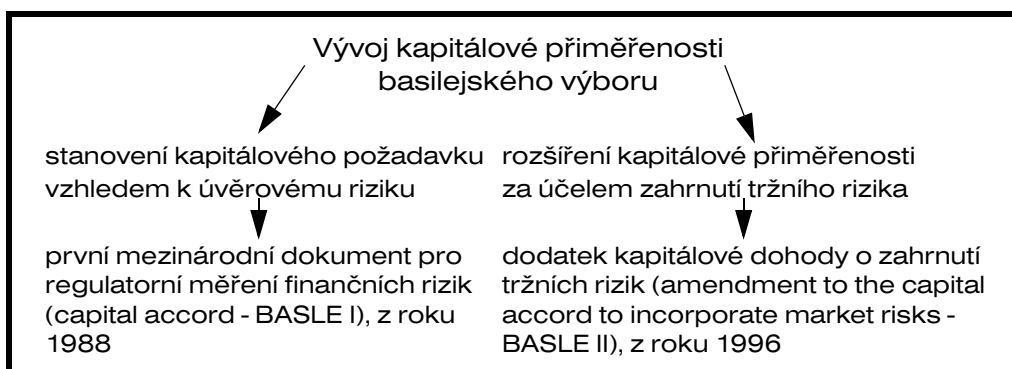 Vývoj kapitálové přiměřenosti
basilejského výboru
stanovení kapitálového požadavku
vzhledem k úvěrovému riziku
první mezinárodní dokument pro
regulatorní měření finančních rizik
(capital accord - BASLE I), z roku
1988
rozšíření kapitálové přiměřenosti
za účelem zahrnutí tržního rizika
dodatek kapitálové dohody o zahrnutí
tržních rizik (amendment to the capital
accord to incorporate market risks -
BASLE II), z roku 1996